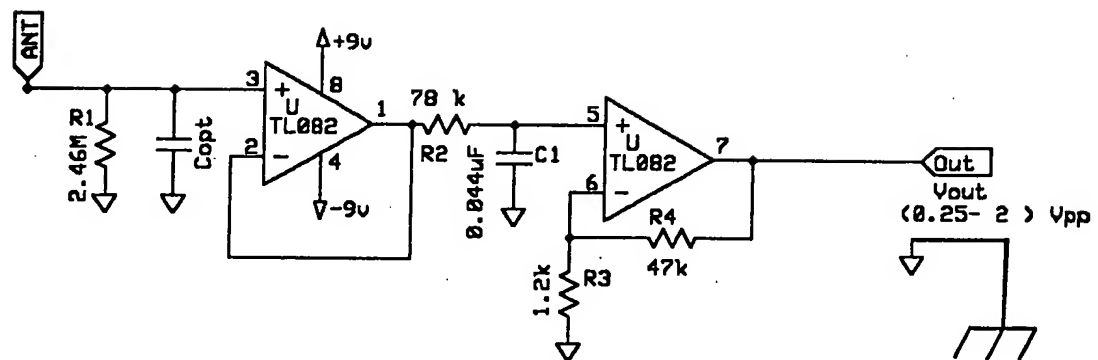 ANT
+9v
3
+
8
U
TL082
1
2
-
4
-9v
R1
2.46M
Copt
78 k
R2
0.044uF
C1
5
+
U
TL082
7
6
-
R4
47k
R3
1.2k
Out
Vout
(0.25- 2 ) Vpp